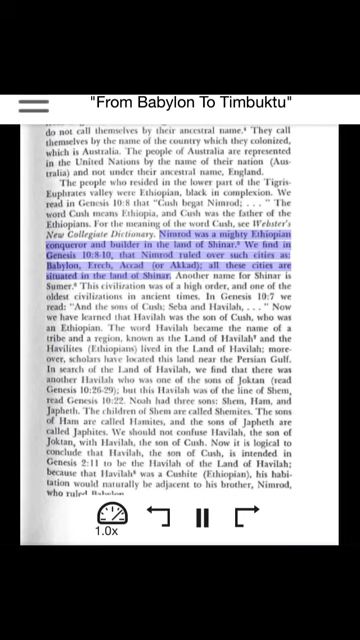 "From Babylon To Timbuktu"
do not call themselves by their ancestral name.⁴ They call
themselves by the name of the country which they colonized,
which is Australia. The people of Australia are represented
in the United Nations by the name of their nation (Aus-
tralia) and not under their ancestral name, England.
The people who resided in the lower part of the Tigris-
Euphrates valley were Ethiopian, black in complexion. We
read in Genesis 10:8 that "Cush begat Nimrod; . . . " The
word Cush means Ethiopia, and Cush was the father of the
Ethiopians. For the meaning of the word Cush, see Webster's
New Collegiate Dictionary. Nimrod was a mighty Ethiopian
conqueror and builder in the land of Shinar.⁵ We find in
Genesis 10:8-10, that Nimrod ruled over such cities as:
Babylon, Erech, Accad (or Akkad); all these cities are
situated in the land of Shinar. Another name for Shinar is
Sumer.⁶ This civilization was of a high order, and one of the
oldest civilizations in ancient times. In Genesis 10:7 we
read: "And the sons of Cush; Seba and Havilah, . . . " Now
we have learned that Havilah was the son of Cush, who was
an Ethiopian. The word Havilah became the name of a
tribe and a region, known as the Land of Havilah⁷ and the
Havilites (Ethiopians) lived in the Land of Havilah; more-
over, scholars have located this land near the Persian Gulf.
In search of the Land of Havilah, we find that there was
another Havilah who was one of the sons of Joktan (read
Genesis 10:26-29); but this Havilah was of the line of Shem,
read Genesis 10:22. Noah had three sons: Shem, Ham, and
Japheth. The children of Shem are called Shemites. The sons
of Ham are called Hamites, and the sons of Japheth are
called Japhites. We should not confuse Havilah, the son of
Joktan, with Havilah, the son of Cush. Now it is logical to
conclude that Havilah, the son of Cush, is intended in
Genesis 2:11 to be the Havilah of the Land of Havilah;
because that Havilah⁸ was a Cushite (Ethiopian), his habi-
tation would naturally be adjacent to his brother, Nimrod,
who ruled Babylon
1.0x